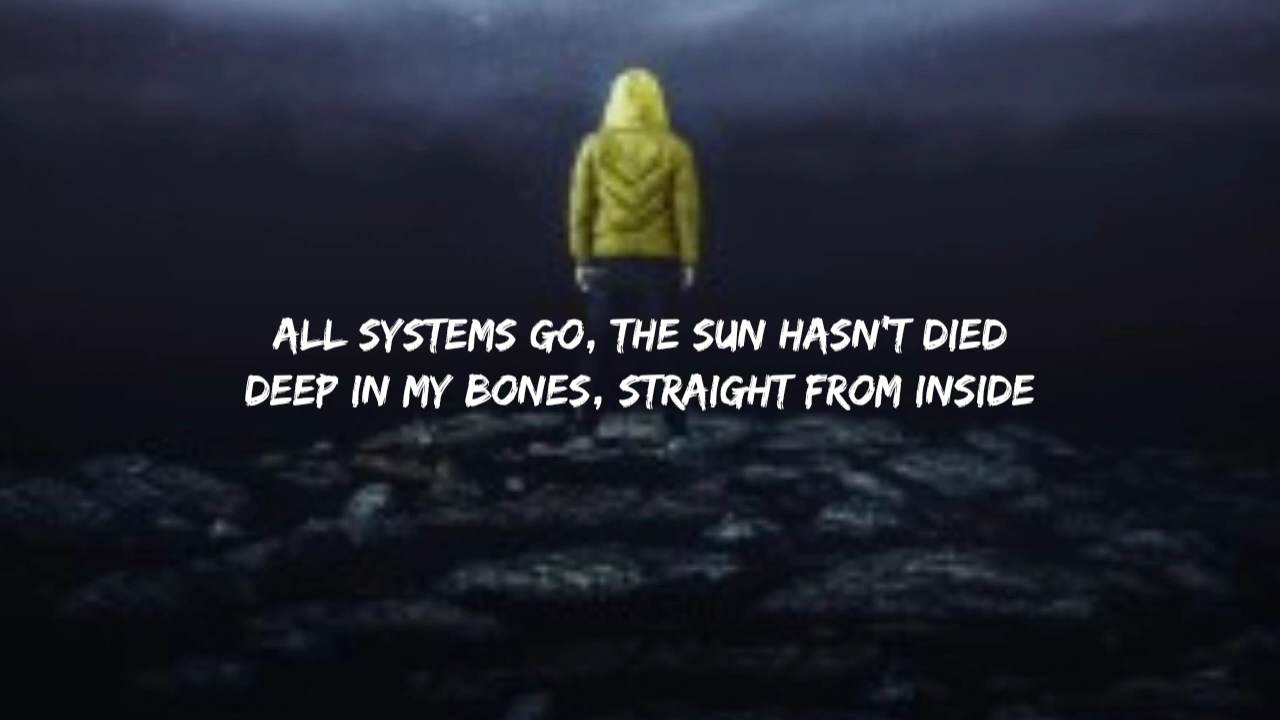 ALL SYSTEMS GO, THE SUN HASN'T DIED
DEEP IN MY BONES, STRAIGHT FROM INSIDE